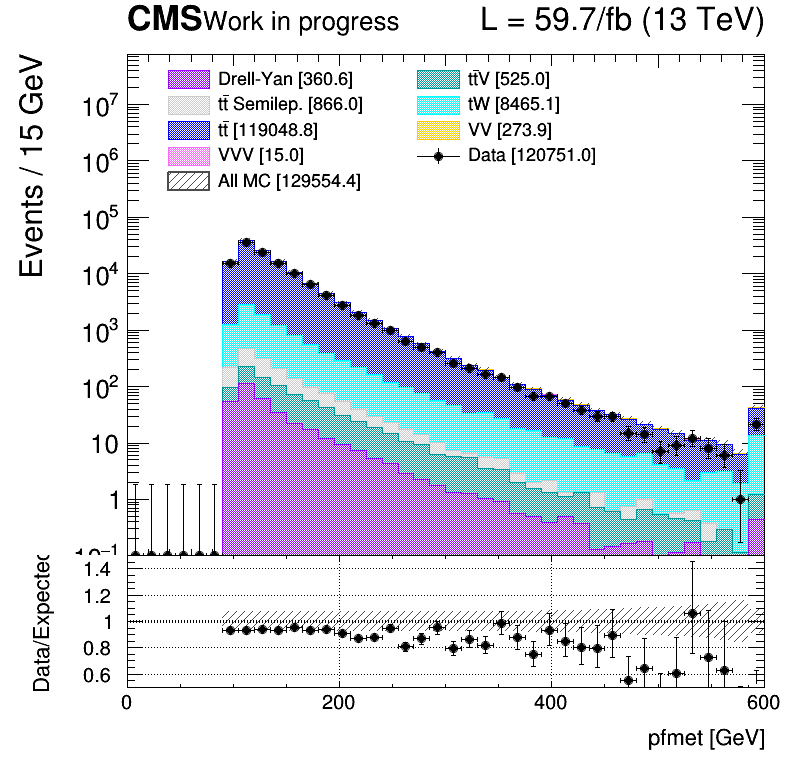 CMS Work in progress L = 59.7/fb (13 TeV)
Events / 15 GeV
Drell-Yan [360.6]
tt̄ Semilep. [866.0]
tt̄ [119048.8]
VVV [15.0]
All MC [129554.4]
tt̄V [525.0]
tW [8465.1]
VV [273.9]
Data [120751.0]
10⁷
10⁶
10⁵
10⁴
10³
10²
10
1
10⁻¹
Data/Expected
1.4
1.2
1
0.8
0.6
0 200 400 600
pfmet [GeV]